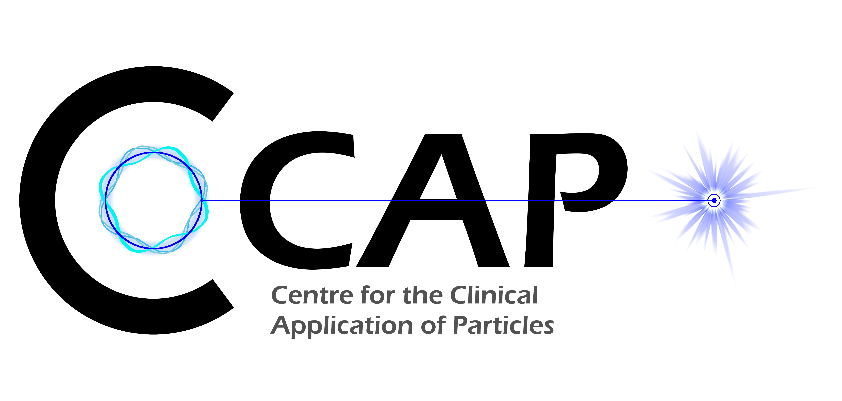 CCAP
Centre for the Clinical
Application of Particles